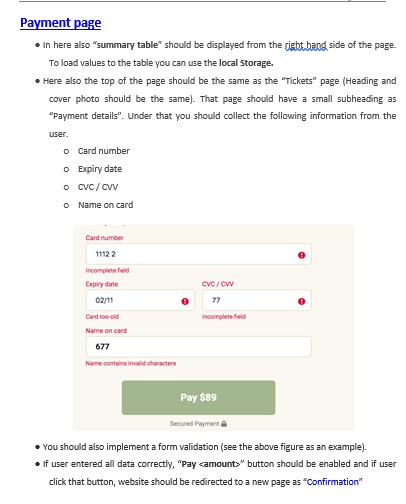 Payment page
• In here also "summary table" should be displayed from the right hand side of the page.
To load values to the table you can use the local Storage.
• Here also the top of the page should be the same as the "Tickets" page (Heading and
cover photo should be the same). That page should have a small subheading as
"Payment details". Under that you should collect the following information from the
user.
o Card number
o Expiry date
o CVC / CVV
o Name on card
Card number
1112 2
Incomplete field
Expiry date CVC / CVV
02/11 77
Card too old Incomplete field
Name on card
677
Name contains invalid characters
Pay $89
Secured Payment
• You should also implement a form validation (see the above figure as an example).
• If user entered all data correctly, "Pay <amount>" button should be enabled and if user
click that button, website should be redirected to a new page as "Confirmation"